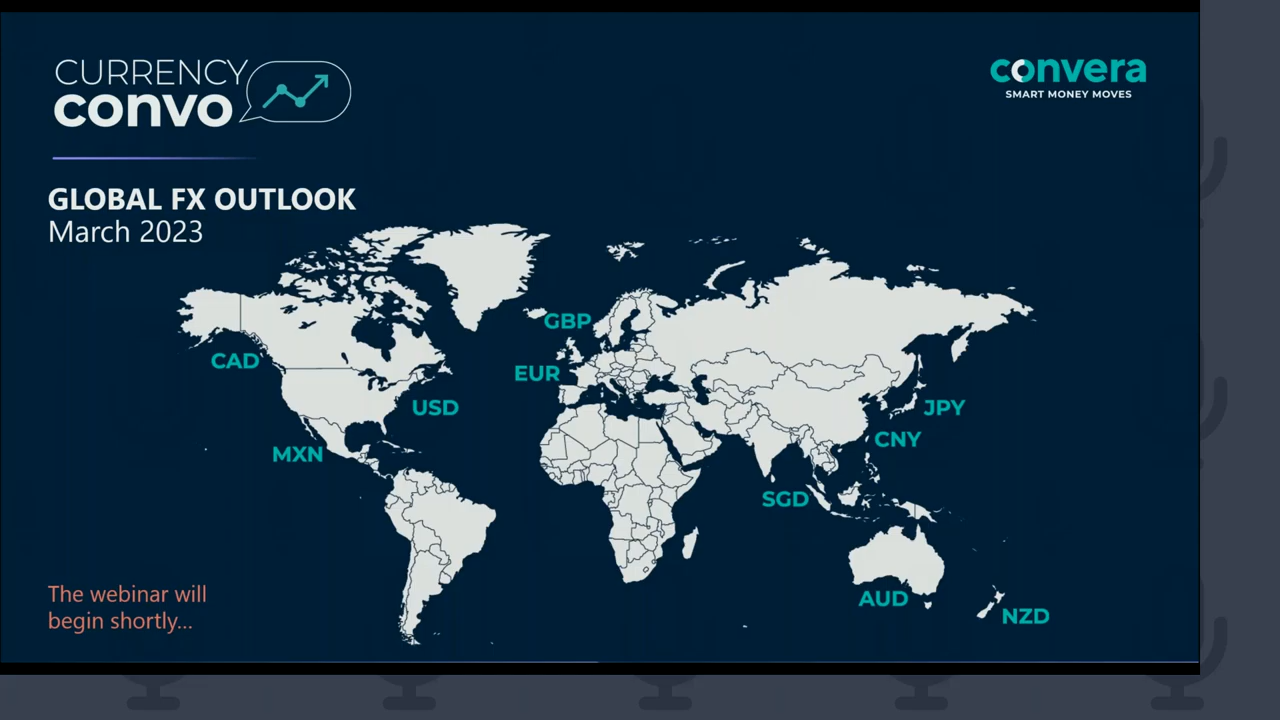 CURRENCY
convo
convera
SMART MONEY MOVES
GLOBAL FX OUTLOOK
March 2023
GBP
CAD
EUR
USD
JPY
CNY
MXN
SGD
AUD
NZD
The webinar will
begin shortly...